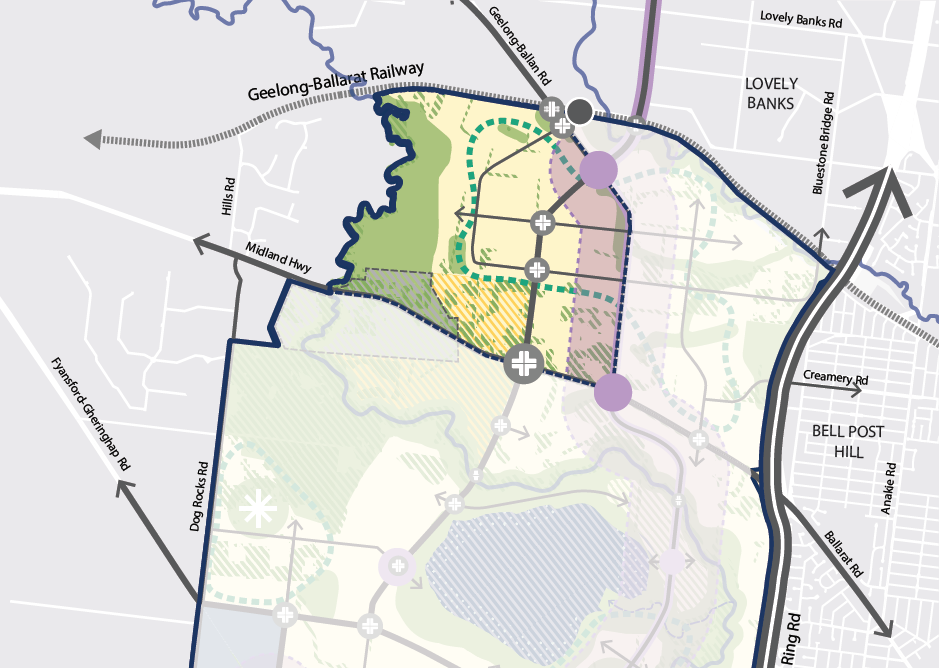 Lovely Banks Rd
Geelong-Ballan Rd
Geelong-Ballarat Railway
LOVELY
BANKS
Bluestone Bridge Rd
Hills Rd
Midland Hwy
Fyansford-Gheringhap Rd
Creamery Rd
BELL POST
HILL
Dog Rocks Rd
Anakie Rd
Ballarat Rd
Ring Rd